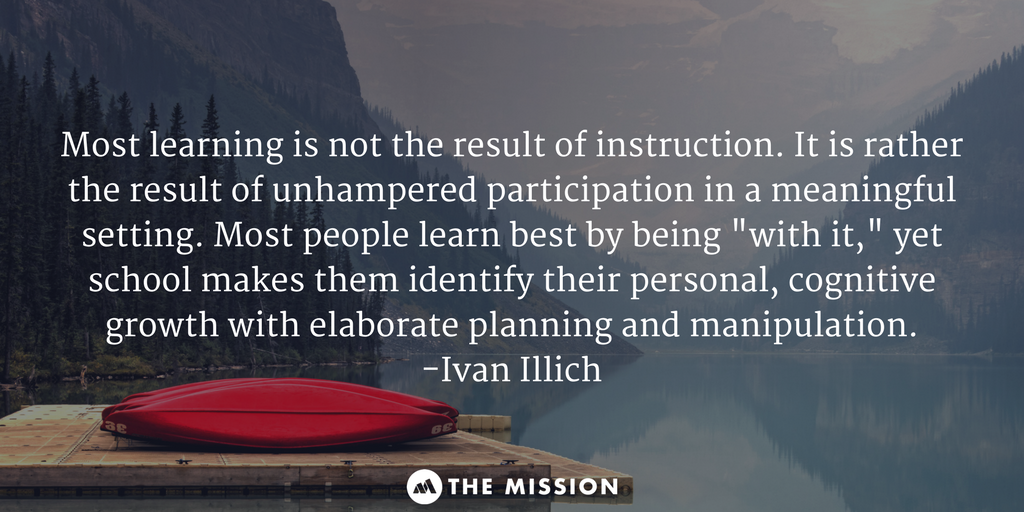 Most learning is not the result of instruction. It is rather
the result of unhampered participation in a meaningful
setting. Most people learn best by being "with it," yet
school makes them identify their personal, cognitive
growth with elaborate planning and manipulation.
-Ivan Illich
39
39
THE MISSION